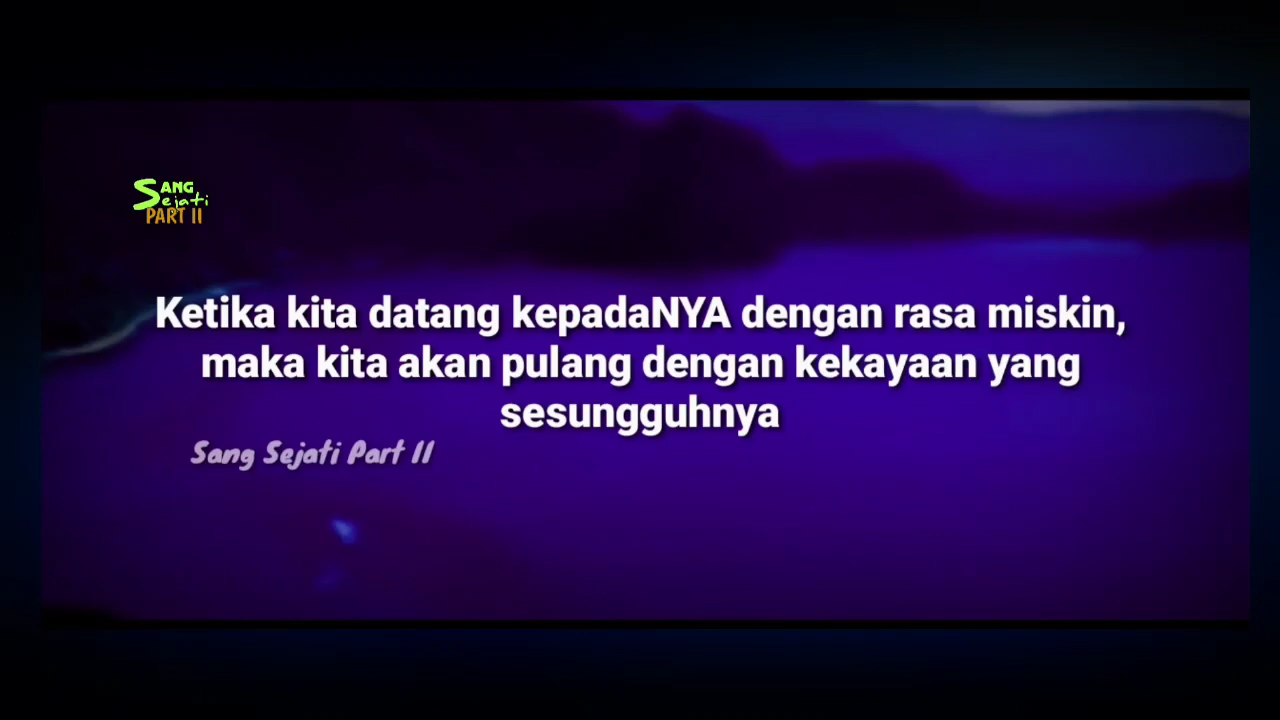 SANG
Sejati
PART II
Ketika kita datang kepadaNYA dengan rasa miskin,
maka kita akan pulang dengan kekayaan yang
sesungguhnya
Sang Sejati Part II